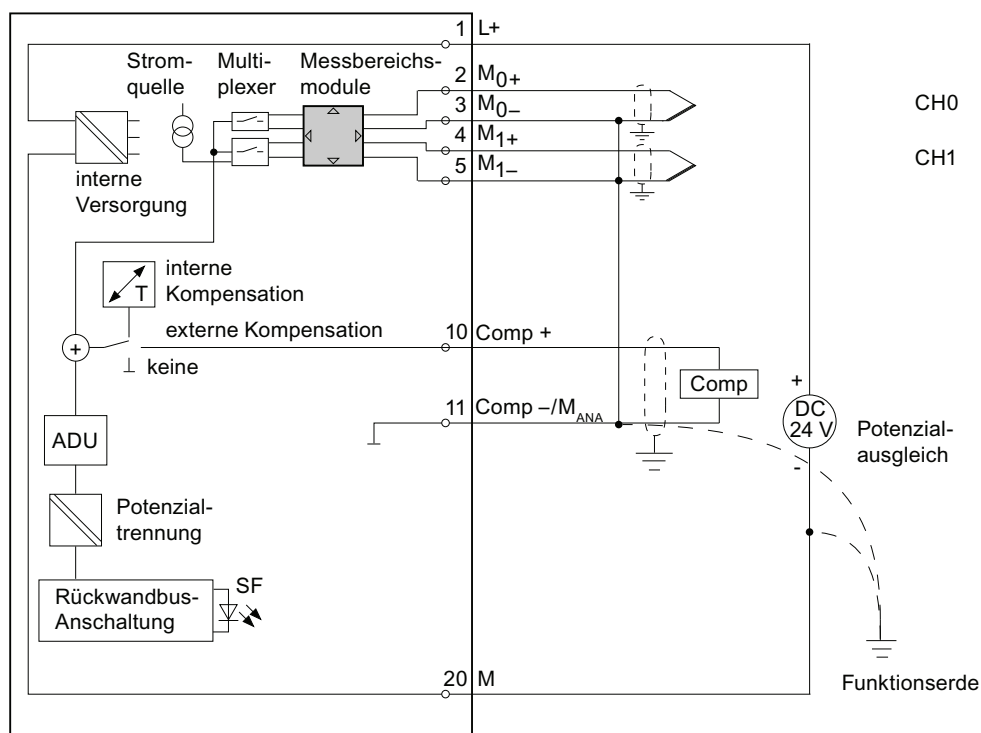 1 L+
Strom-
quelle
Multi-
plexer
Messbereichs-
module
2 M0+
3 M0–
4 M1+
5 M1–
CH0
CH1
interne
Versorgung
T
interne
Kompensation
externe Kompensation
+
⊥ keine
10 Comp +
Comp
11 Comp –/MANA
+
DC
24 V
-
Potenzial-
ausgleich
ADU
Potenzial-
trennung
Rückwandbus-
Anschaltung
SF
20 M
Funktionserde